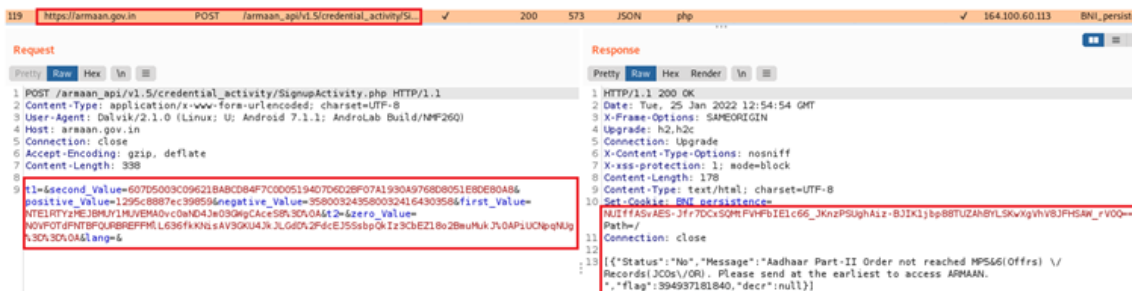 119 https://armaan.gov.in POST /armaan_api/v1.5/credential_activity/Si... ✓ 200 573 JSON php ✓ 164.100.60.113 BNI_persist
Request
Pretty Raw Hex \n
1 POST /armaan_api/v1.5/credential_activity/SignupActivity.php HTTP/1.1
2 Content-Type: application/x-www-form-urlencoded; charset=UTF-8
3 User-Agent: Dalvik/2.1.0 (Linux; U; Android 7.1.1; AndroLab Build/NMF26Q)
4 Host: armaan.gov.in
5 Connection: close
6 Accept-Encoding: gzip, deflate
7 Content-Length: 338
8
9 t1=&second_Value=607D5003C09621BABCD84F7C0D05194D7D6D2BF07A1930A9768D8051E8DE80A8&
positive_Value=1295c8887ec39859&negative_Value=358003243580032416430358&first_Value=
&t2=&zero_Value=
%3D%3D%0A&lang=&
Response
Pretty Raw Hex Render \n
1 HTTP/1.1 200 OK
2 Date: Tue, 25 Jan 2022 12:54:54 GMT
3 X-Frame-Options: SAMEORIGIN
4 Upgrade: h2,h2c
5 Connection: Upgrade
6 X-Content-Type-Options: nosniff
7 X-xss-protection: 1; mode=block
8 Content-Length: 178
9 Content-Type: text/html; charset=UTF-8
10 Set-Cookie: BNI_persistence=
Path=/
11 Connection: close
12
13 [{"Status":"No","Message":"Aadhaar Part-II Order not reached MP5&6(Offrs) \/
Records(JCOs\/OR). Please send at the earliest to access ARMAAN.
","flag":394937181840,"decr":null}]